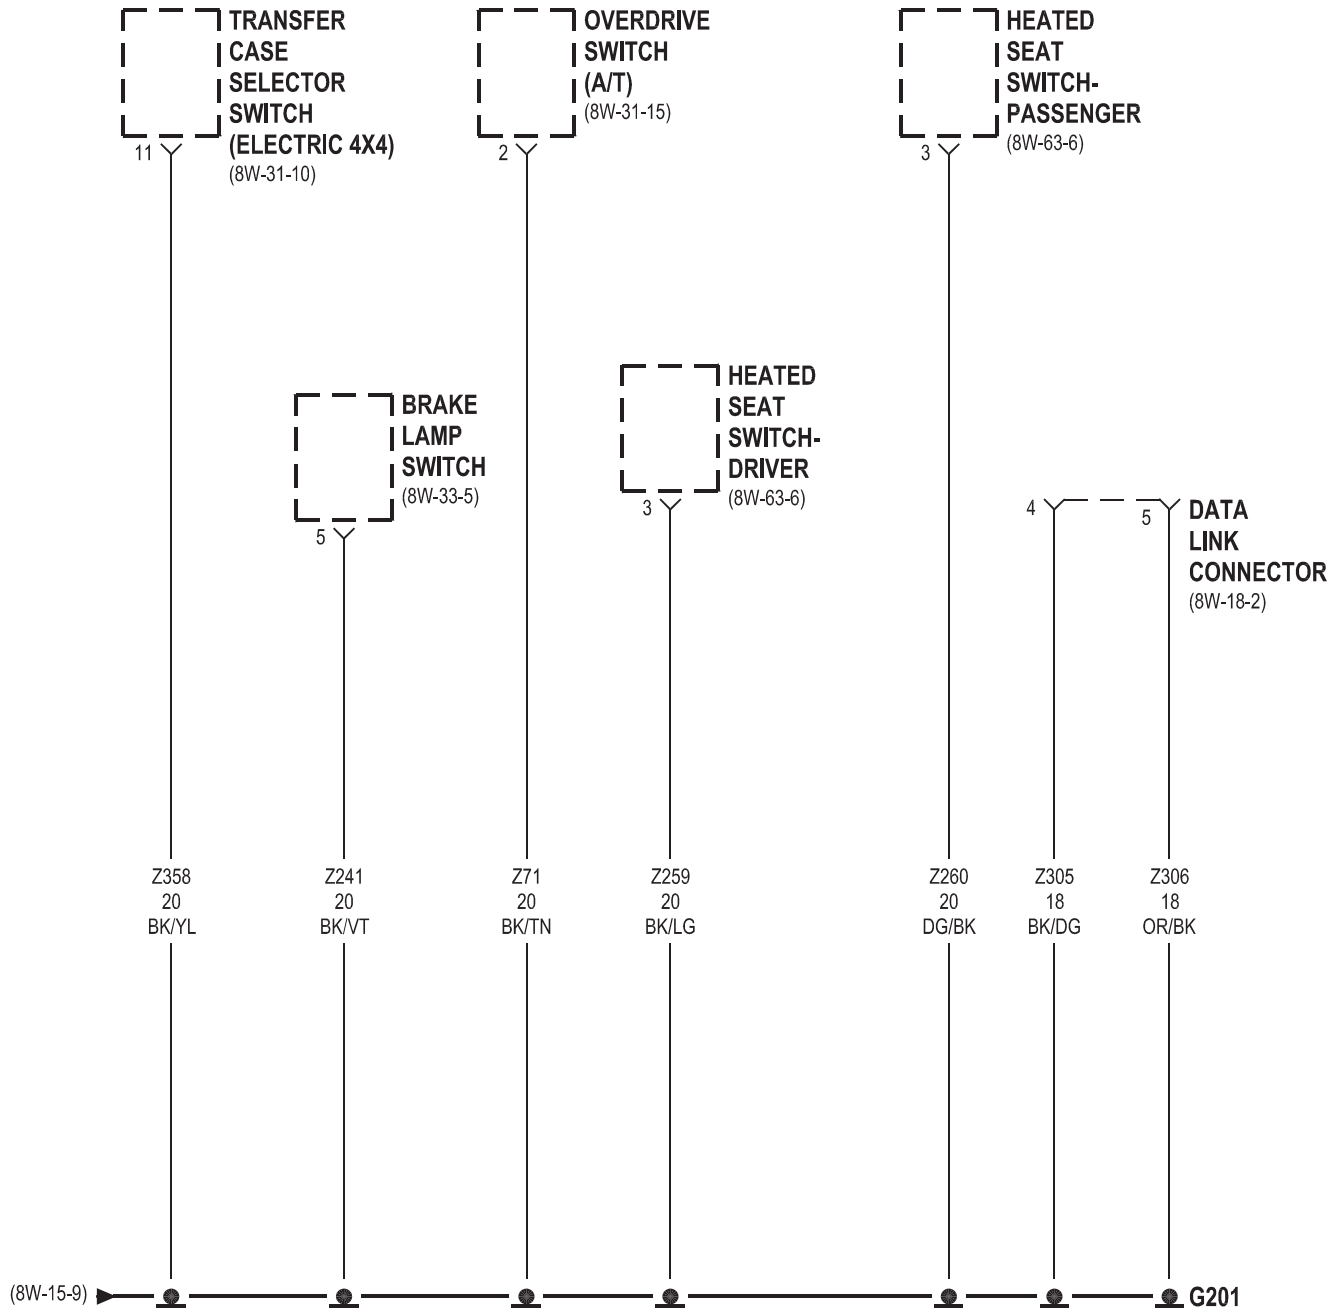 TRANSFER
CASE
SELECTOR
SWITCH
(ELECTRIC 4X4)
(8W-31-10)
11
OVERDRIVE
SWITCH
(A/T)
(8W-31-15)
2
HEATED
SEAT
SWITCH-
PASSENGER
(8W-63-6)
3
BRAKE
LAMP
SWITCH
(8W-33-5)
5
HEATED
SEAT
SWITCH-
DRIVER
(8W-63-6)
3
4
5
DATA
LINK
CONNECTOR
(8W-18-2)
Z358
20
BK/YL
Z241
20
BK/VT
Z71
20
BK/TN
Z259
20
BK/LG
Z260
20
DG/BK
Z305
18
BK/DG
Z306
18
OR/BK
(8W-15-9)
G201